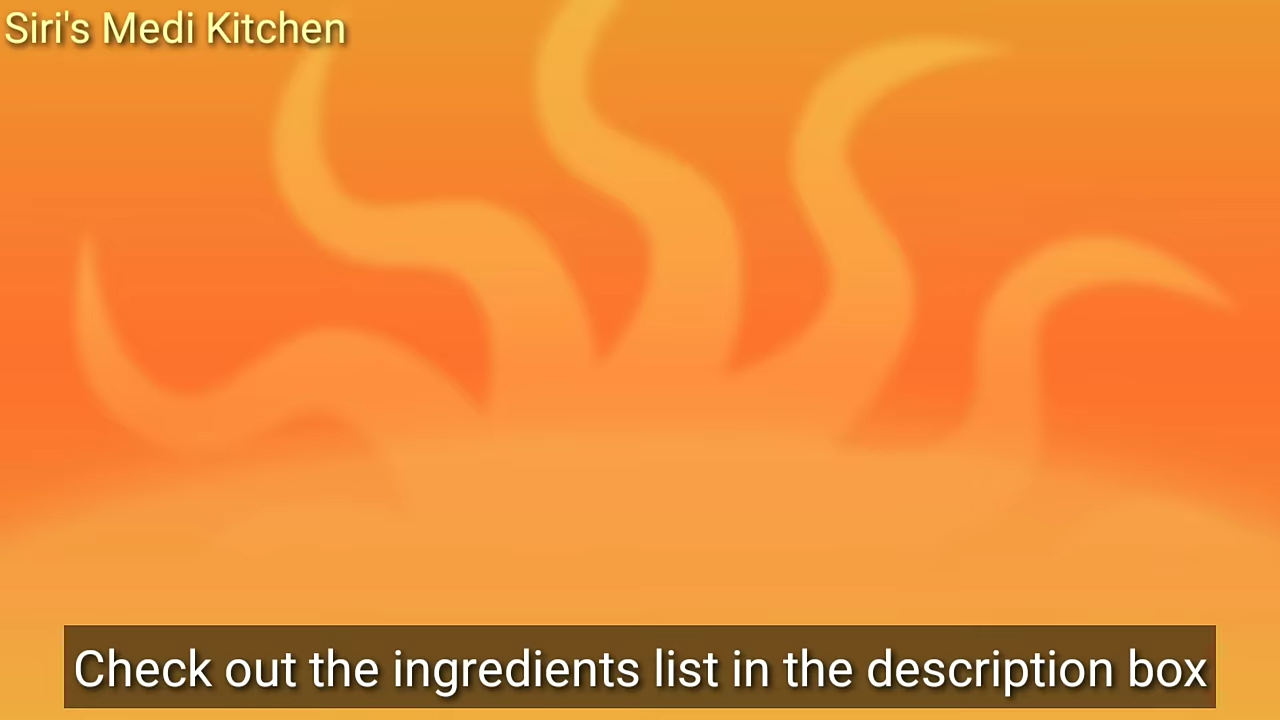 Siri's Medi Kitchen
Check out the ingredients list in the description box